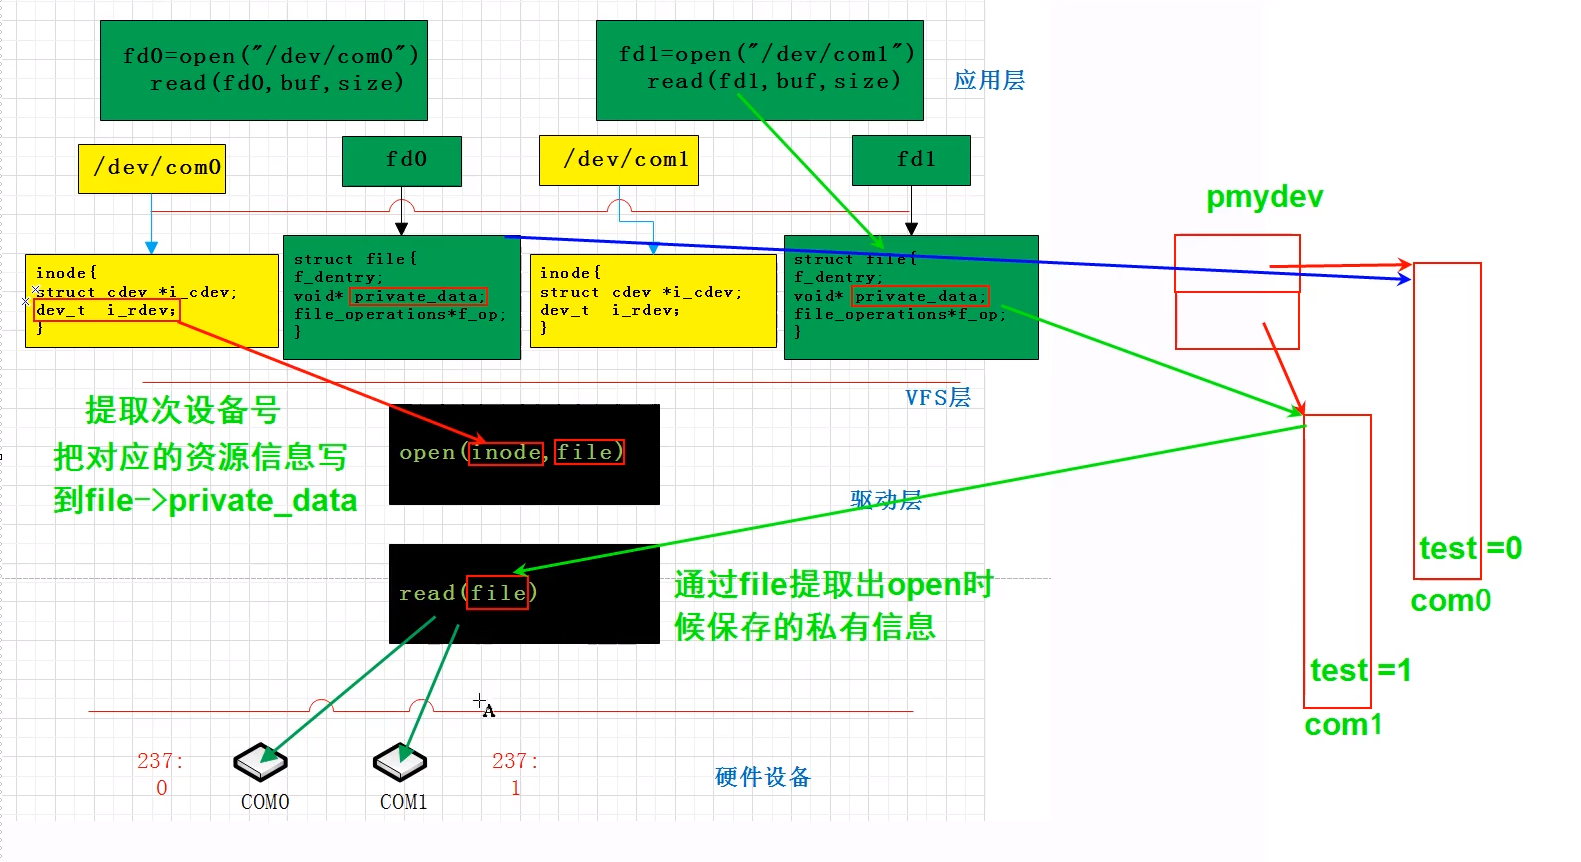 fd0=open("/dev/com0")
read(fd0,buf,size)
fd1=open("/dev/com1")
read(fd1,buf,size)
应用层
/dev/com0
fd0
/dev/com1
fd1
pmydev
inode{
struct cdev *i_cdev;
dev_t i_rdev;
}
struct file{
f_dentry;
void* private_data;
file_operations*f_op;
}
inode{
struct cdev *i_cdev;
dev_t i_rdev;
}
struct file{
f_dentry;
void* private_data;
file_operations*f_op;
}
VFS层
提取次设备号
把对应的资源信息写
到file->private_data
open(inode,file)
驱动层
read(file)
通过file提取出open时
候保存的私有信息
test =0
com0
test =1
com1
237:
0
COM0
COM1
237:
1
硬件设备
A